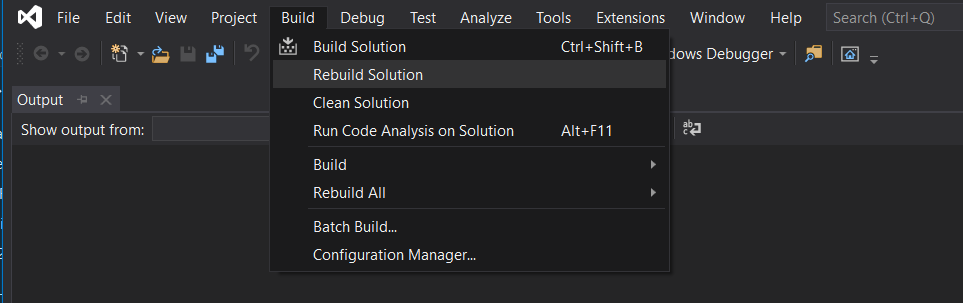 File Edit View Project Build Debug Test Analyze Tools Extensions Window Help Search (Ctrl+Q)
Build Solution Ctrl+Shift+B
Rebuild Solution
Clean Solution
Run Code Analysis on Solution Alt+F11
Build
Rebuild All
Batch Build...
Configuration Manager...
dows Debugger
Output
Show output from: